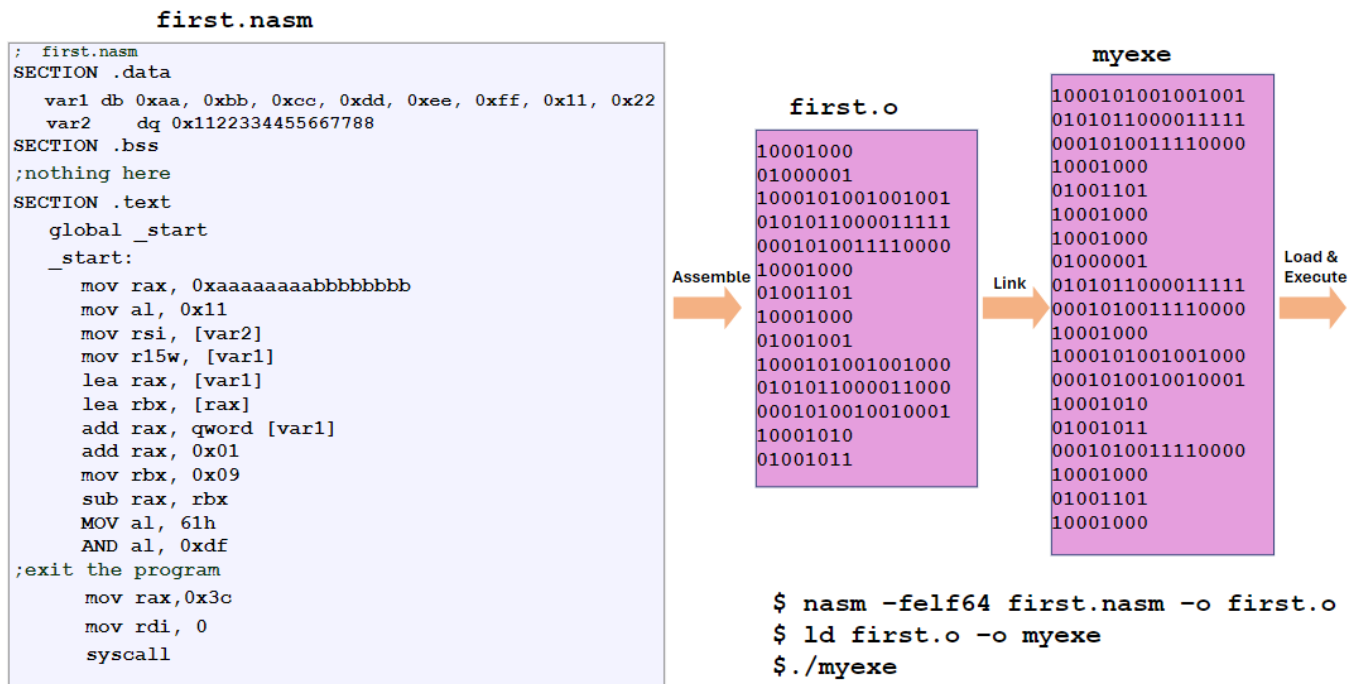 first.nasm
; first.nasm
SECTION .data
var1 db 0xaa, 0xbb, 0xcc, 0xdd, 0xee, 0xff, 0x11, 0x22
var2 dq 0x1122334455667788
SECTION .bss
;nothing here
SECTION .text
global _start
_start:
mov rax, 0xaaaaaaaabbbbbbbb
mov al, 0x11
mov rsi, [var2]
mov r15w, [var1]
lea rax, [var1]
lea rbx, [rax]
add rax, qword [var1]
add rax, 0x01
mov rbx, 0x09
sub rax, rbx
MOV al, 61h
AND al, 0xdf
;exit the program
mov rax,0x3c
mov rdi, 0
syscall
Assemble
first.o
10001000
01000001
1000101001001001
0101011000011111
0001010011110000
10001000
01001101
10001000
01001001
1000101001001000
0101011000011000
0001010010010001
10001010
01001011
Link
myexe
1000101001001001
0101011000011111
0001010011110000
10001000
01001101
10001000
10001000
01000001
0101011000011111
0001010011110000
10001000
1000101001001000
0001010010010001
10001010
01001011
0001010011110000
10001000
01001101
10001000
Load &
Execute
$ nasm –felf64 first.nasm –o first.o
$ ld first.o –o myexe
$./myexe